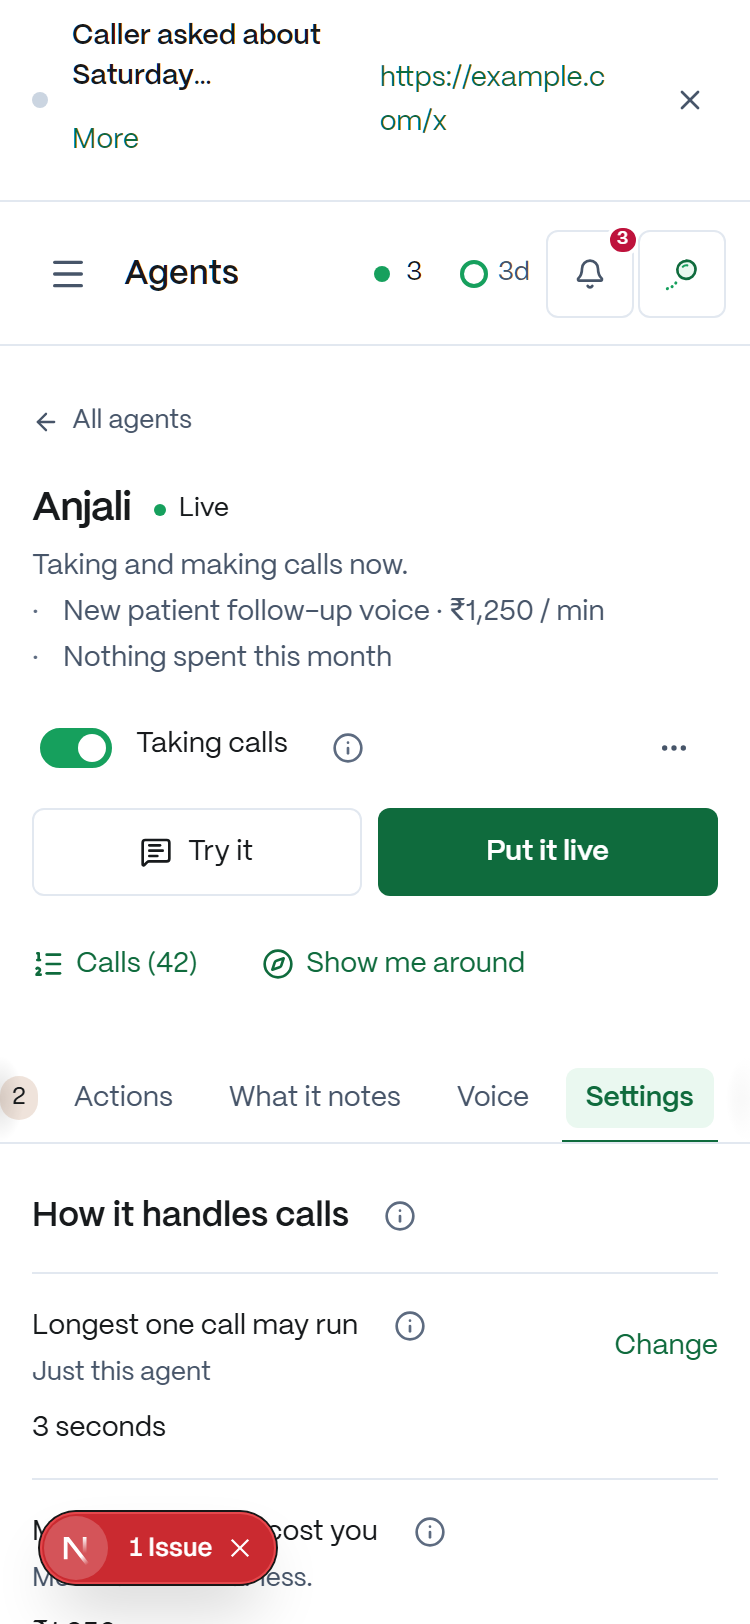 Caller asked about
Saturday...
More
https://example.c
om/x
Agents
3
3d
3
All agents
Anjali
Live
Taking and making calls now.
· New patient follow-up voice · ₹1,250 / min
· Nothing spent this month
Taking calls
Try it
Put it live
Calls (42)
Show me around
2
Actions
What it notes
Voice
Settings
How it handles calls
Longest one call may run
Just this agent
Change
3 seconds
cost you
1 Issue
less.